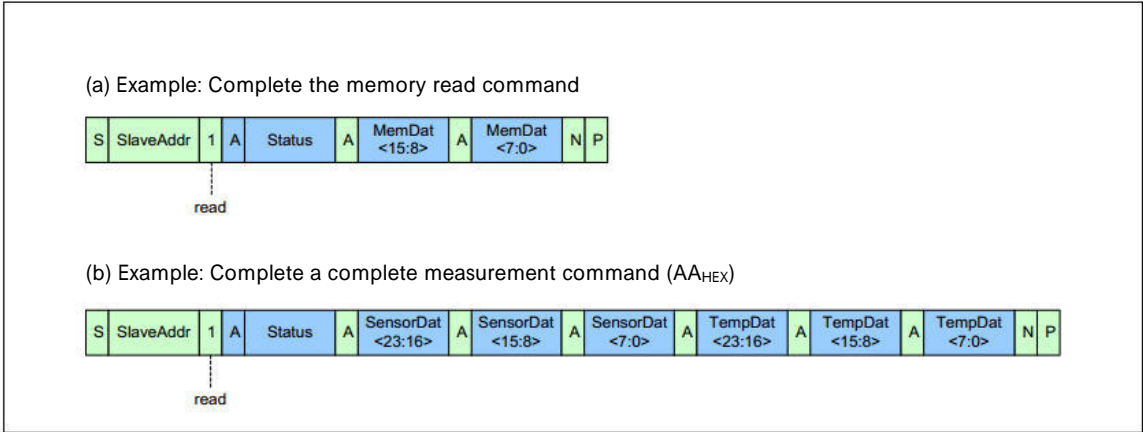 (a) Example: Complete the memory read command
S SlaveAddr 1 A Status A MemDat <15:8> A MemDat <7:0> N P
read
(b) Example: Complete a complete measurement command (AAHEX)
S SlaveAddr 1 A Status A SensorDat <23:16> A SensorDat <15:8> A SensorDat <7:0> A TempDat <23:16> A TempDat <15:8> A TempDat <7:0> N P
read